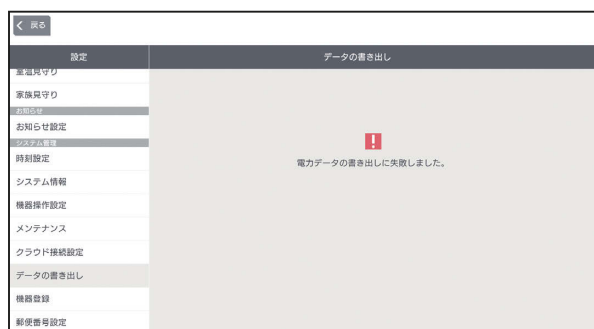 戻る
設定
データの書き出し
室温見守り
家族見守り
お知らせ
お知らせ設定
システム管理
時刻設定
電力データの書き出しに失敗しました。
システム情報
機器操作設定
メンテナンス
クラウド接続設定
データの書き出し
機器登録
郵便番号設定